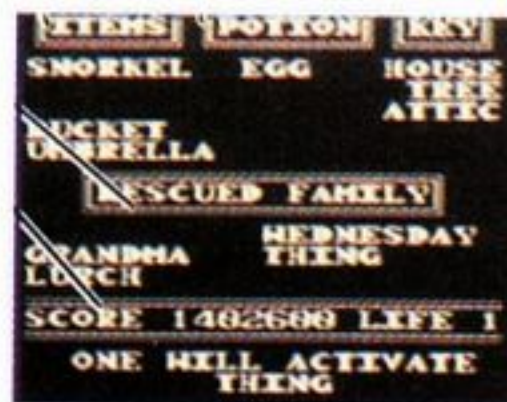 ITEMS POTION KEY
SNORKEL EGG HOUSE
TREE
ATTIC
BUCKET
UMBRELLA
RESCUED FAMILY
WEDNESDAY
GRANDMA THING
LURCH
SCORE 1402600 LIFE 1
ONE WILL ACTIVATE
THING